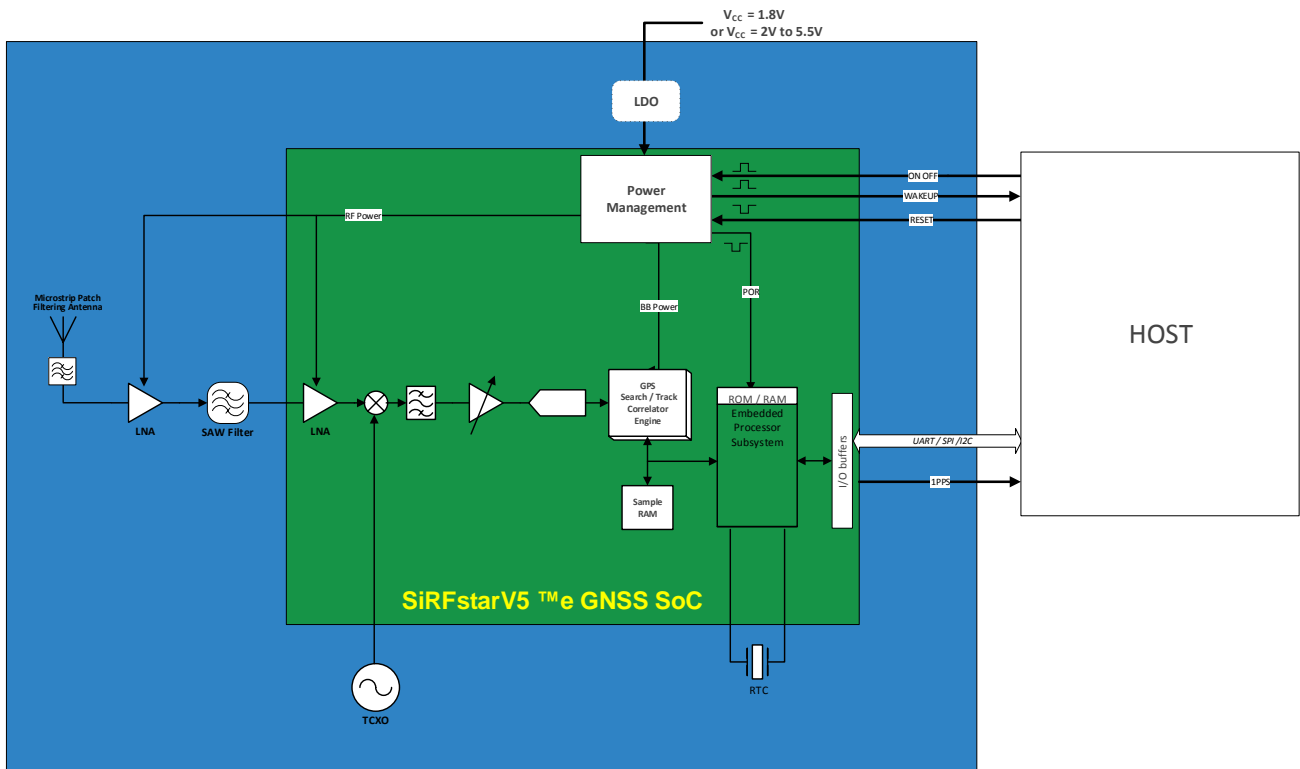 VCC = 1.8V
or VCC = 2V to 5.5V
LDO
Power
Management
ON OFF
WAKEUP
RESET
RF Power
POR
BB Power
HOST
Microstrip Patch
Filtering Antenna
LNA
SAW Filter
LNA
GPS
Search / Track
Correlator
Engine
ROM / RAM
Embedded
Processor
Subsystem
I/O buffers
UART / SPI /I2C
1PPS
Sample
RAM
SiRFstarV5 ™e GNSS SoC
TCXO
RTC